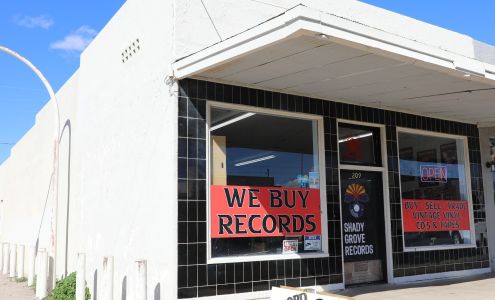 WE BUY
RECORDS
209
SHADY
GROVE
RECORDS
OPEN
BUY - SELL - TRADE
VINTAGE VINYL
CD'S & TAPES